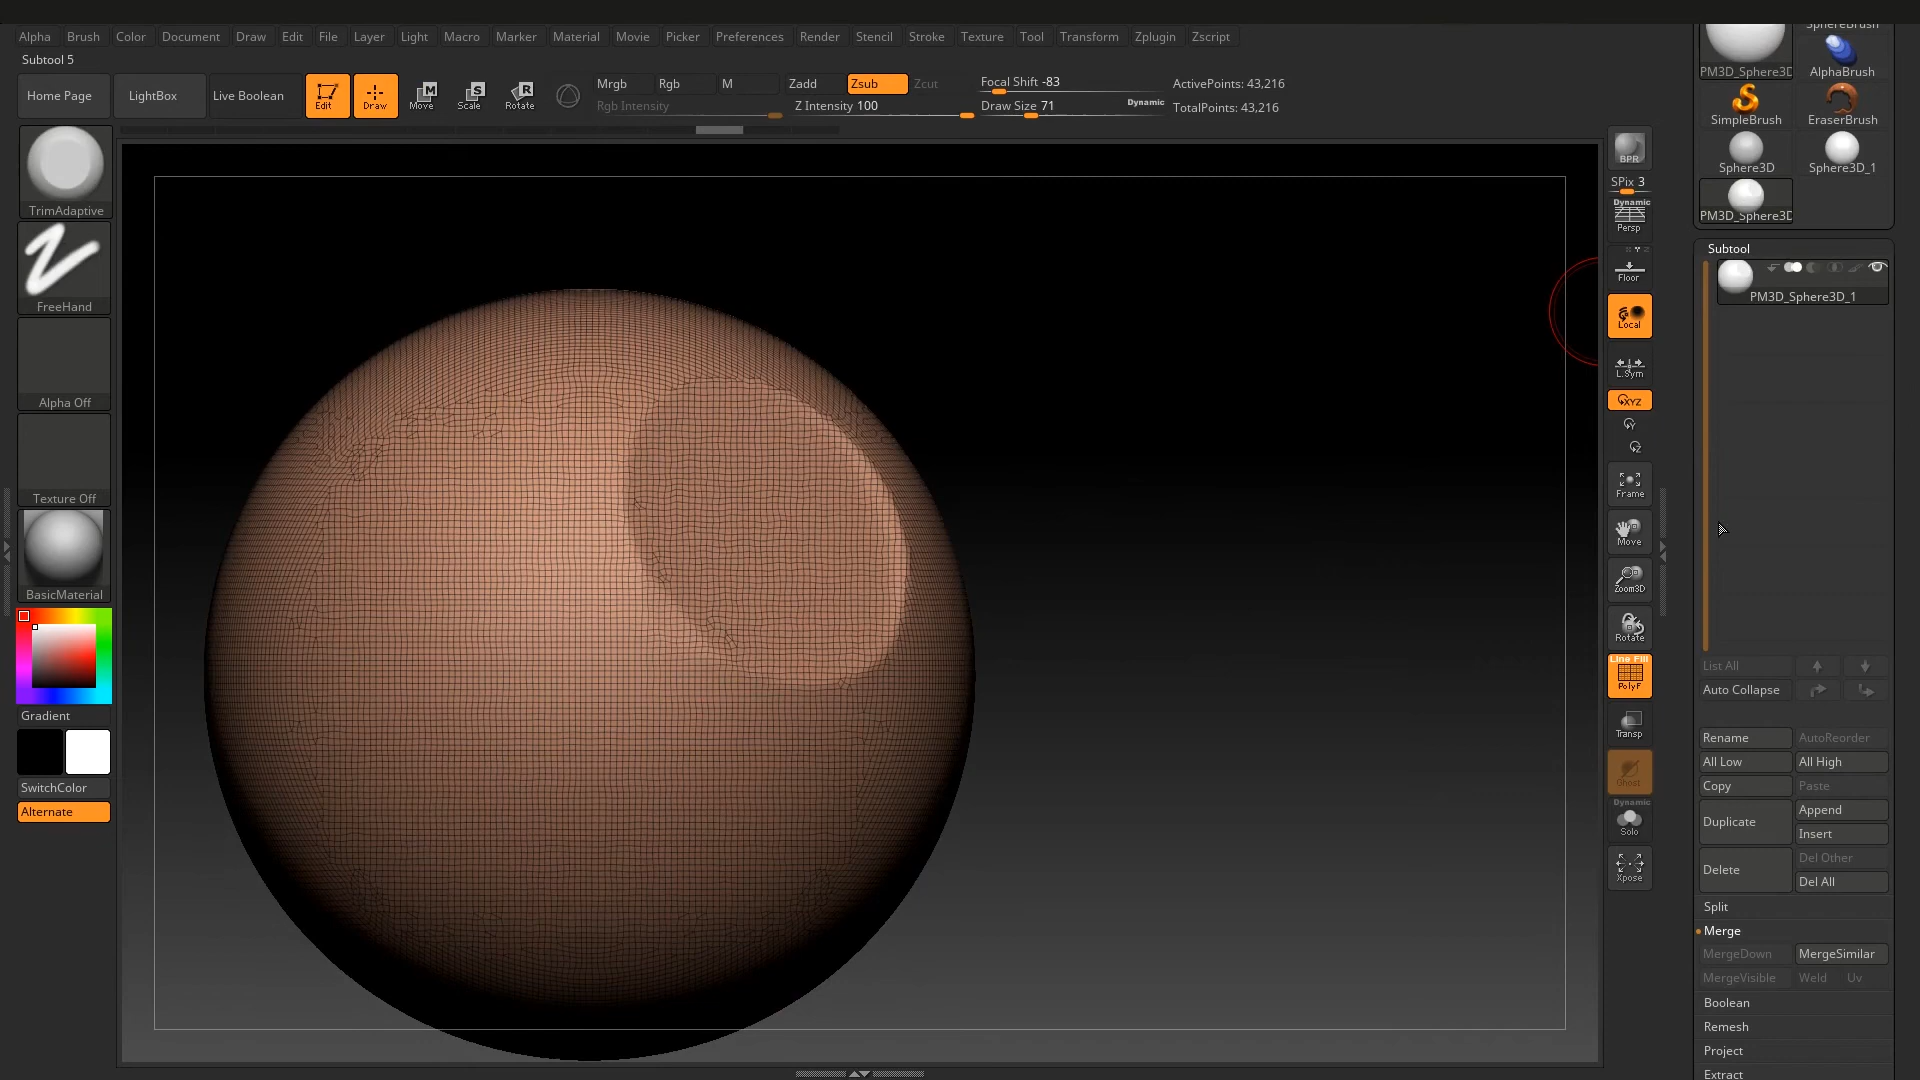 Alpha Brush Color Document Draw Edit File Layer Light Macro Marker Material Movie Picker Preferences Render Stencil Stroke Texture Tool Transform Zplugin Zscript
Subtool 5
Home Page
LightBox
Live Boolean
Edit
Draw
Move
Scale
Rotate
Mrgb Rgb M
Rgb Intensity
Zadd Zsub Zcut
Z Intensity 100
Focal Shift -83
Draw Size 71
Dynamic
ActivePoints: 43,216
TotalPoints: 43,216
TrimAdaptive
FreeHand
Alpha Off
Texture Off
BasicMaterial
Gradient
SwitchColor
Alternate
BPR
SPix 3
Dynamic
Persp
Floor
Local
L.Sym
XYZ
Y
Z
Frame
Move
Zoom3D
Rotate
Line Fill
PolyF
Transp
Ghost
Dynamic
Solo
Xpose
SphereBrush
PM3D_Sphere3D
AlphaBrush
SimpleBrush
EraserBrush
Sphere3D
Sphere3D_1
PM3D_Sphere3D
Subtool
PM3D_Sphere3D_1
List All
Auto Collapse
Rename AutoReorder
All Low All High
Copy Paste
Duplicate Append
Insert
Delete Del Other
Del All
Split
Merge
MergeDown MergeSimilar
MergeVisible Weld Uv
Boolean
Remesh
Project
Extract